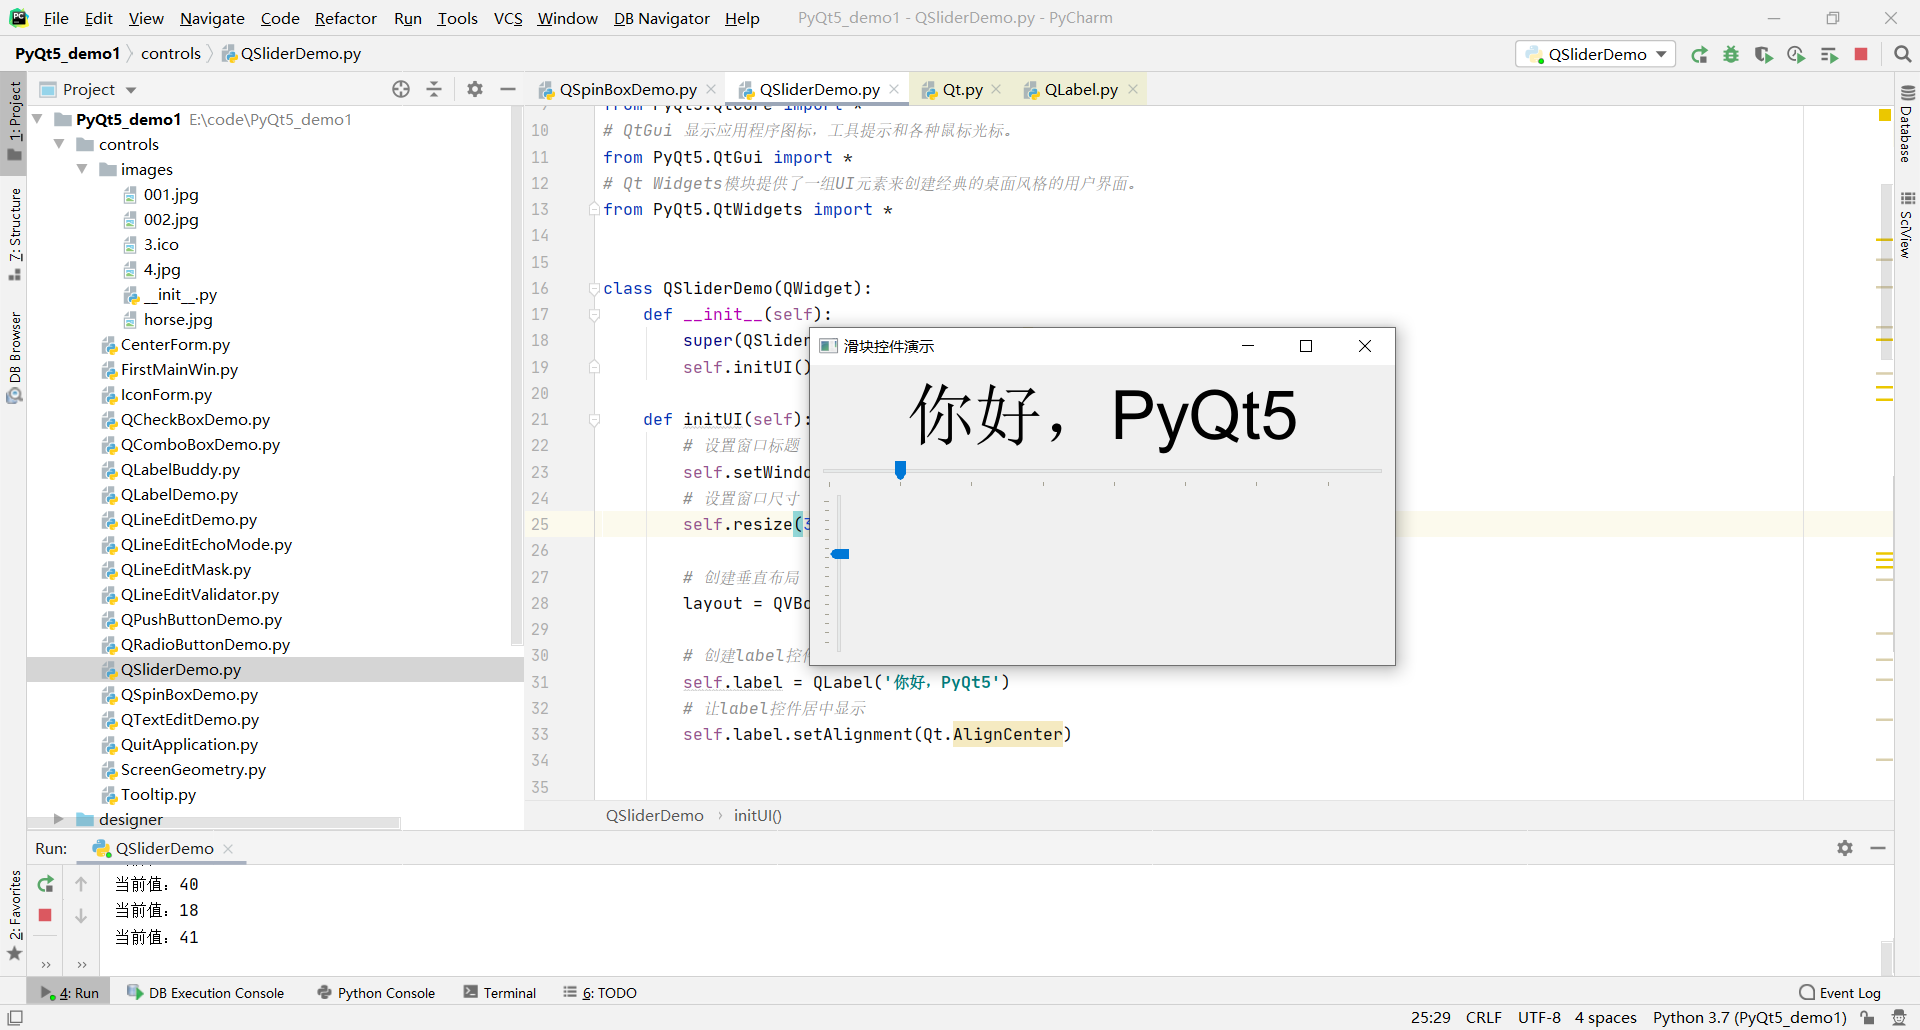 File Edit View Navigate Code Refactor Run Tools VCS Window DB Navigator Help PyQt5_demo1 - QSliderDemo.py - PyCharm
PyQt5_demo1 controls QSliderDemo.py QSliderDemo
Project
QSpinBoxDemo.py QSliderDemo.py Qt.py QLabel.py
1: Project
7: Structure
DB Browser
2: Favorites
Database
SciView
PyQt5_demo1 E:\code\PyQt5_demo1
controls
images
001.jpg
002.jpg
3.ico
4.jpg
__init__.py
horse.jpg
CenterForm.py
FirstMainWin.py
IconForm.py
QCheckBoxDemo.py
QComboBoxDemo.py
QLabelBuddy.py
QLabelDemo.py
QLineEditDemo.py
QLineEditEchoMode.py
QLineEditMask.py
QLineEditValidator.py
QPushButtonDemo.py
QRadioButtonDemo.py
QSliderDemo.py
QSpinBoxDemo.py
QTextEditDemo.py
QuitApplication.py
ScreenGeometry.py
Tooltip.py
designer
9 from PyQt5.QtCore import *
10 # QtGui 显示应用程序图标，工具提示和各种鼠标光标。
11 from PyQt5.QtGui import *
12 # Qt Widgets模块提供了一组UI元素来创建经典的桌面风格的用户界面。
13 from PyQt5.QtWidgets import *
14
15
16 class QSliderDemo(QWidget):
17 def __init__(self):
18 super(QSlider
19 self.initUI()
20
21 def initUI(self):
22 # 设置窗口标题
23 self.setWindo
24 # 设置窗口尺寸
25 self.resize(3
26
27 # 创建垂直布局
28 layout = QVBo
29
30 # 创建label控件
31 self.label = QLabel('你好，PyQt5')
32 # 让label控件居中显示
33 self.label.setAlignment(Qt.AlignCenter)
34
35
滑块控件演示
你好，PyQt5
QSliderDemo › initUI()
Run: QSliderDemo
当前值：40
当前值：18
当前值：41
4: Run DB Execution Console Python Console Terminal 6: TODO Event Log
25:29 CRLF UTF-8 4 spaces Python 3.7 (PyQt5_demo1)